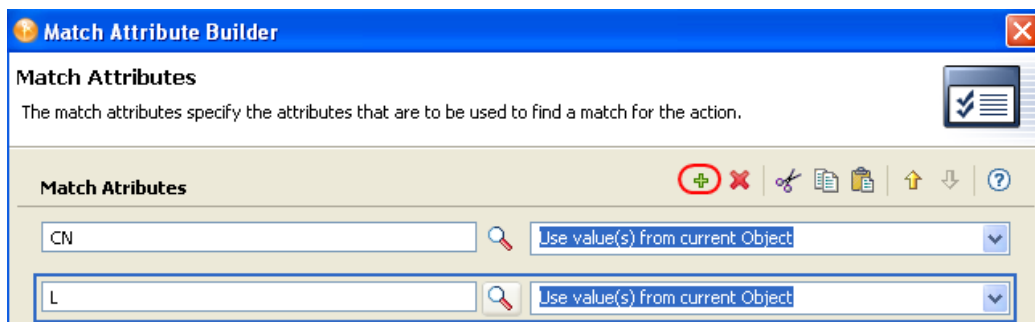 Match Attribute Builder
Match Attributes
The match attributes specify the attributes that are to be used to find a match for the action.
Match Atributes
CN Use value(s) from current Object
L Use value(s) from current Object